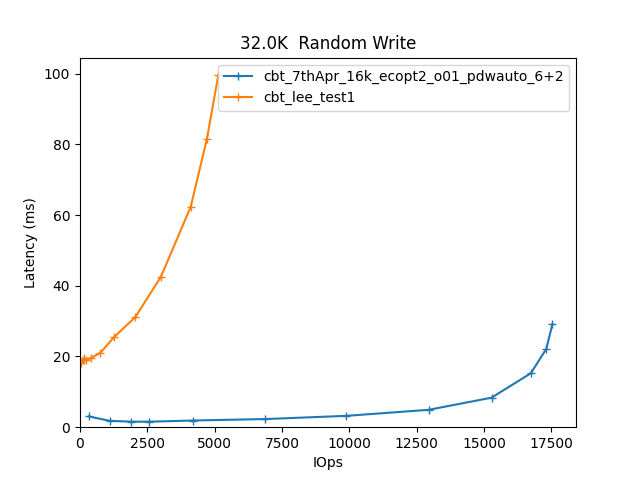 32.0K  Random Write
cbt_7thApr_16k_ecopt2_o01_pdwauto_6+2
cbt_lee_test1
Latency (ms)
100
80
60
40
20
0
0 2500 5000 7500 10000 12500 15000 17500
IOps